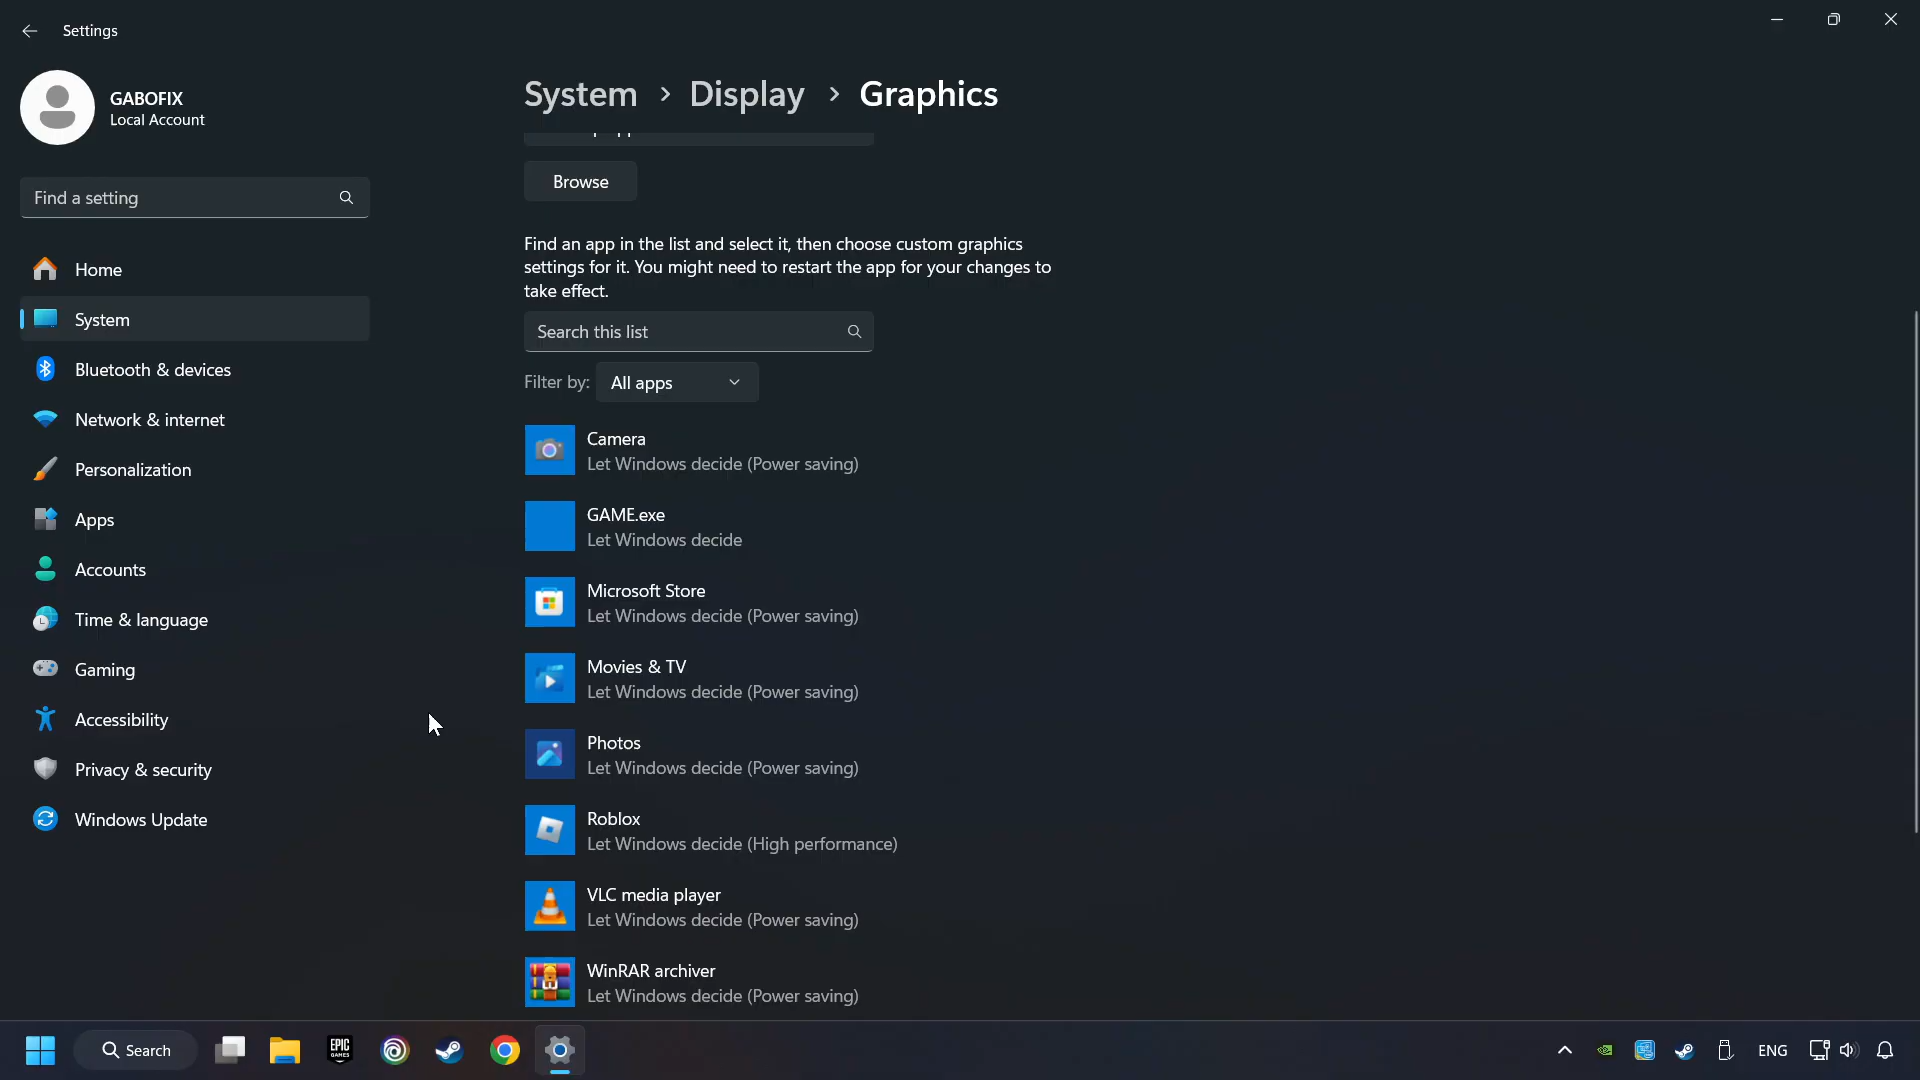 Settings
GABOFIX
Local Account
Find a setting
Home
System
Bluetooth & devices
Network & internet
Personalization
Apps
Accounts
Time & language
Gaming
Accessibility
Privacy & security
Windows Update
System > Display > Graphics
Browse
Find an app in the list and select it, then choose custom graphics
settings for it. You might need to restart the app for your changes to
take effect.
Search this list
Filter by: All apps
Camera
Let Windows decide (Power saving)
GAME.exe
Let Windows decide
Microsoft Store
Let Windows decide (Power saving)
Movies & TV
Let Windows decide (Power saving)
Photos
Let Windows decide (Power saving)
Roblox
Let Windows decide (High performance)
VLC media player
Let Windows decide (Power saving)
WinRAR archiver
Let Windows decide (Power saving)
Search
EPIC
GAMES
ENG